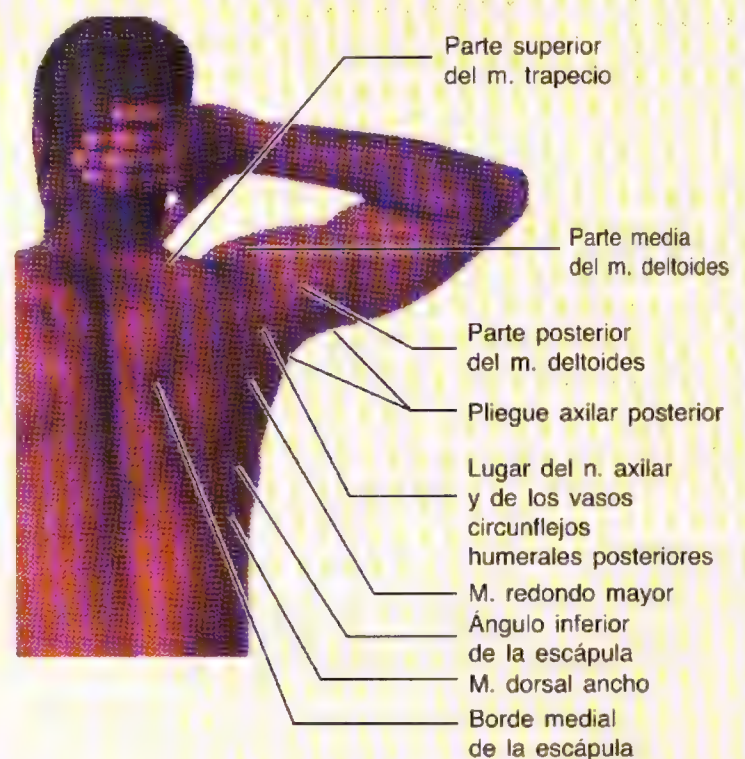 Parte superior
del m. trapecio
Parte media
del m. deltoides
Parte posterior
del m. deltoides
Pliegue axilar posterior
Lugar del n. axilar
y de los vasos
circunflejos
humerales posteriores
M. redondo mayor
Ángulo inferior
de la escápula
M. dorsal ancho
Borde medial
de la escápula